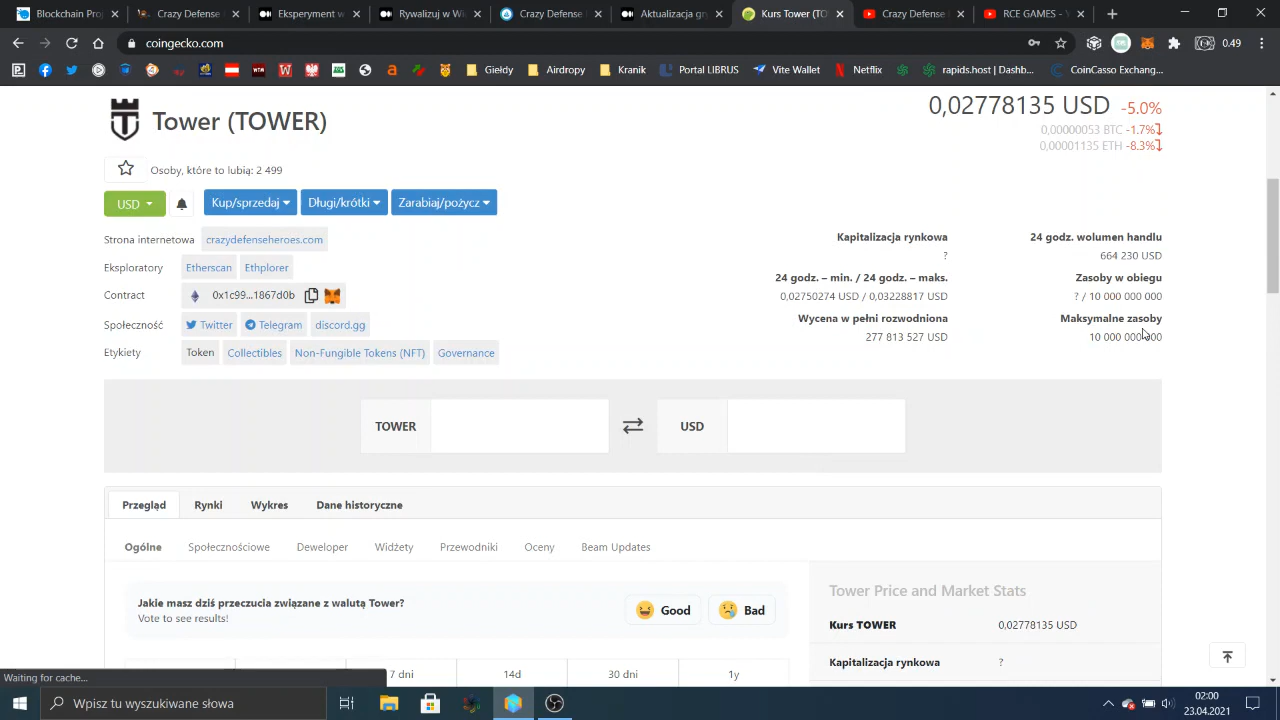 Blockchain Proj
Crazy Defense
Eksperyment w
Rywalizuj w Wi
Crazy Defense
Aktualizacja gry
Kurs Tower (TO
Crazy Defense
RCE GAMES - Y
coingecko.com
0.49
Giełdy
Airdropy
Kranik
Portal LIBRUS
Vite Wallet
Netflix
rapids.host | Dashb...
CoinCasso Exchang...
Tower (TOWER)
0,02778135 USD -5.0%
0,00000053 BTC -1.7%
0,00001135 ETH -8.3%
Osoby, które to lubią: 2 499
USD
Kup/sprzedaj
Długi/krótki
Zarabiaj/pożycz
Strona internetowa crazydefenseheroes.com
Eksploratory Etherscan Ethplorer
Contract 0x1c99...1867d0b
Społeczność Twitter Telegram discord.gg
Etykiety Token Collectibles Non-Fungible Tokens (NFT) Governance
Kapitalizacja rynkowa
?
24 godz. – min. / 24 godz. – maks.
0,02750274 USD / 0,03228817 USD
Wycena w pełni rozwodniona
277 813 527 USD
24 godz. wolumen handlu
664 230 USD
Zasoby w obiegu
? / 10 000 000 000
Maksymalne zasoby
10 000 000 000
TOWER
USD
Przegląd Rynki Wykres Dane historyczne
Ogólne Społecznościowe Deweloper Widżety Przewodniki Oceny Beam Updates
Jakie masz dziś przeczucia związane z walutą Tower?
Vote to see results!
Good
Bad
7 dni 14d 30 dni 1y
Tower Price and Market Stats
Kurs TOWER 0,02778135 USD
Kapitalizacja rynkowa ?
Waiting for cache...
Wpisz tu wyszukiwane słowa
02:00
23.04.2021